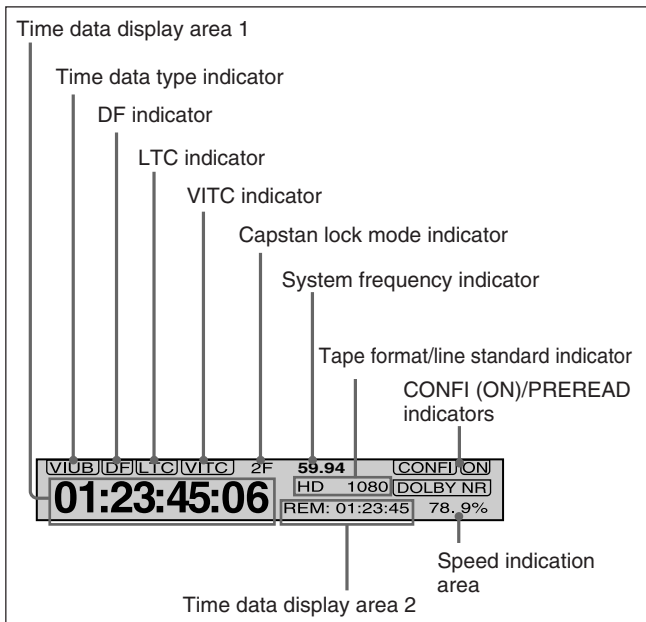 Time data display area 1
Time data type indicator
DF indicator
LTC indicator
VITC indicator
Capstan lock mode indicator
System frequency indicator
Tape format/line standard indicator
CONFI (ON)/PREREAD
indicators
VIUB DF LTC VITC 2F 59.94 CONFI ON
HD 1080 DOLBY NR
01:23:45:06 REM: 01:23:45 78.9%
Speed indication
area
Time data display area 2